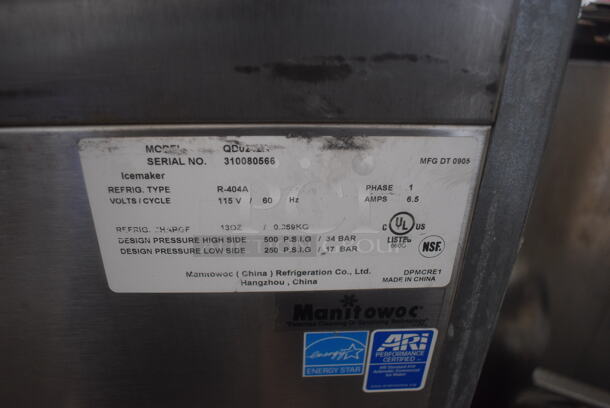 MODEL
SERIAL NO. 310080566
MFG DT 0905
Icemaker
REFRIG. TYPE R-404A
PHASE 1
VOLTS / CYCLE 115 V / 60 Hz
AMPS 6.5
REFRIG. CHARGE 13OZ /
DESIGN PRESSURE HIGH SIDE 500 P.S.I.G / 34 BAR
DESIGN PRESSURE LOW SIDE 250 P.S.I.G / 17 BAR
C UL US
LISTED
NSF
Manitowoc ( China ) Refrigeration Co., Ltd.
Hangzhou , China
DPMCRE1
MADE IN CHINA
Manitowoc
energy
ENERGY STAR
ARI
PERFORMANCE
CERTIFIED